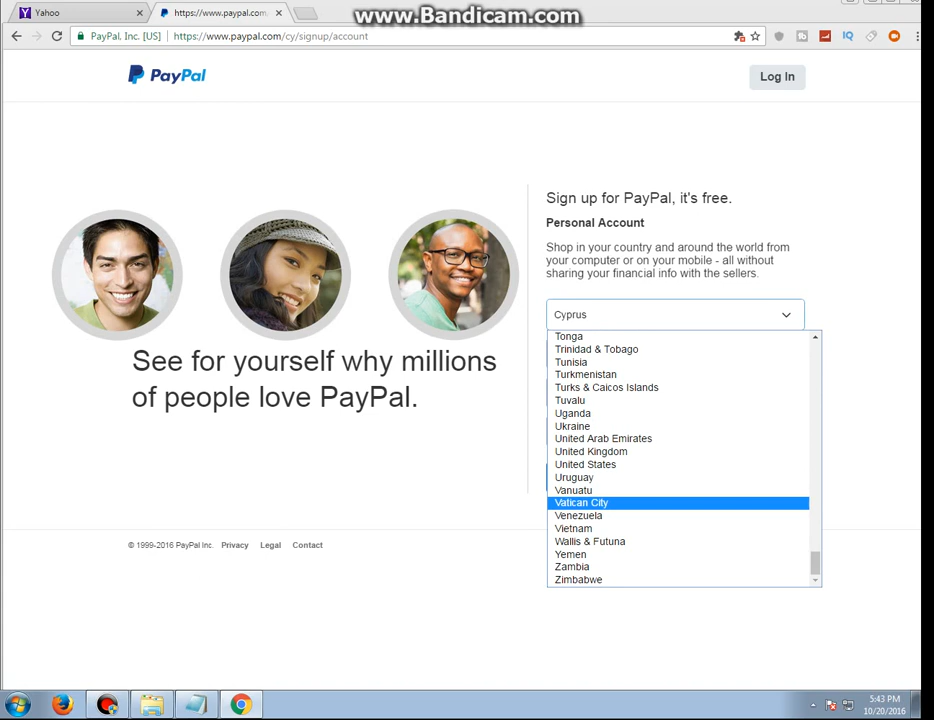 www.Bandicam.com
Yahoo
https://www.paypal.com
PayPal, Inc. [US]
https://www.paypal.com/cy/signup/account
PayPal
Log In
Sign up for PayPal, it's free.
Personal Account
Shop in your country and around the world from
your computer or on your mobile - all without
sharing your financial info with the sellers.
Cyprus
Tonga
Trinidad & Tobago
Tunisia
Turkmenistan
Turks & Caicos Islands
Tuvalu
Uganda
Ukraine
United Arab Emirates
United Kingdom
United States
Uruguay
Vanuatu
Vatican City
Venezuela
Vietnam
Wallis & Futuna
Yemen
Zambia
Zimbabwe
See for yourself why millions
of people love PayPal.
© 1999-2016 PayPal Inc.
Privacy
Legal
Contact
5:43 PM
10/20/2016